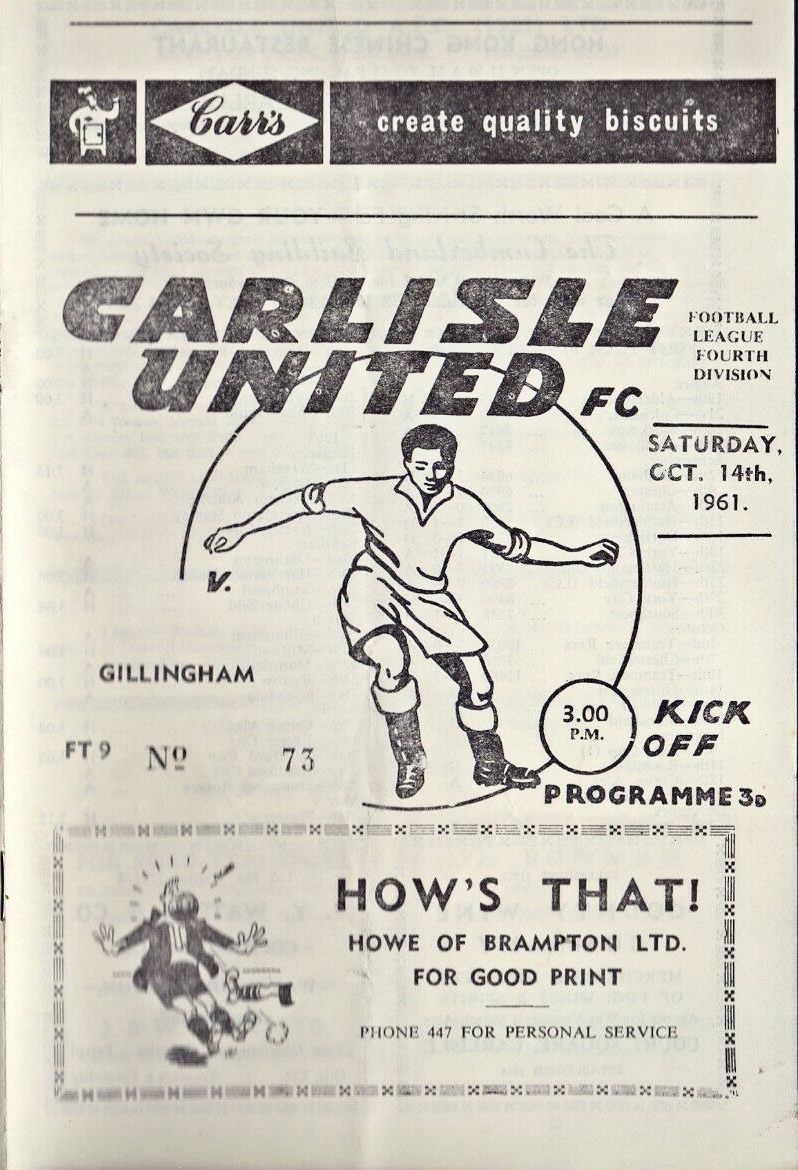 Carr's
create quality biscuits
CARLISLE
UNITED FC
FOOTBALL
LEAGUE
FOURTH
DIVISION
SATURDAY,
OCT. 14th,
1961.
V.
GILLINGHAM
FT 9 Nº 73
3.00
P.M.
KICK
OFF
PROGRAMME 3D
HOW'S THAT!
HOWE OF BRAMPTON LTD.
FOR GOOD PRINT
PHONE 447 FOR PERSONAL SERVICE